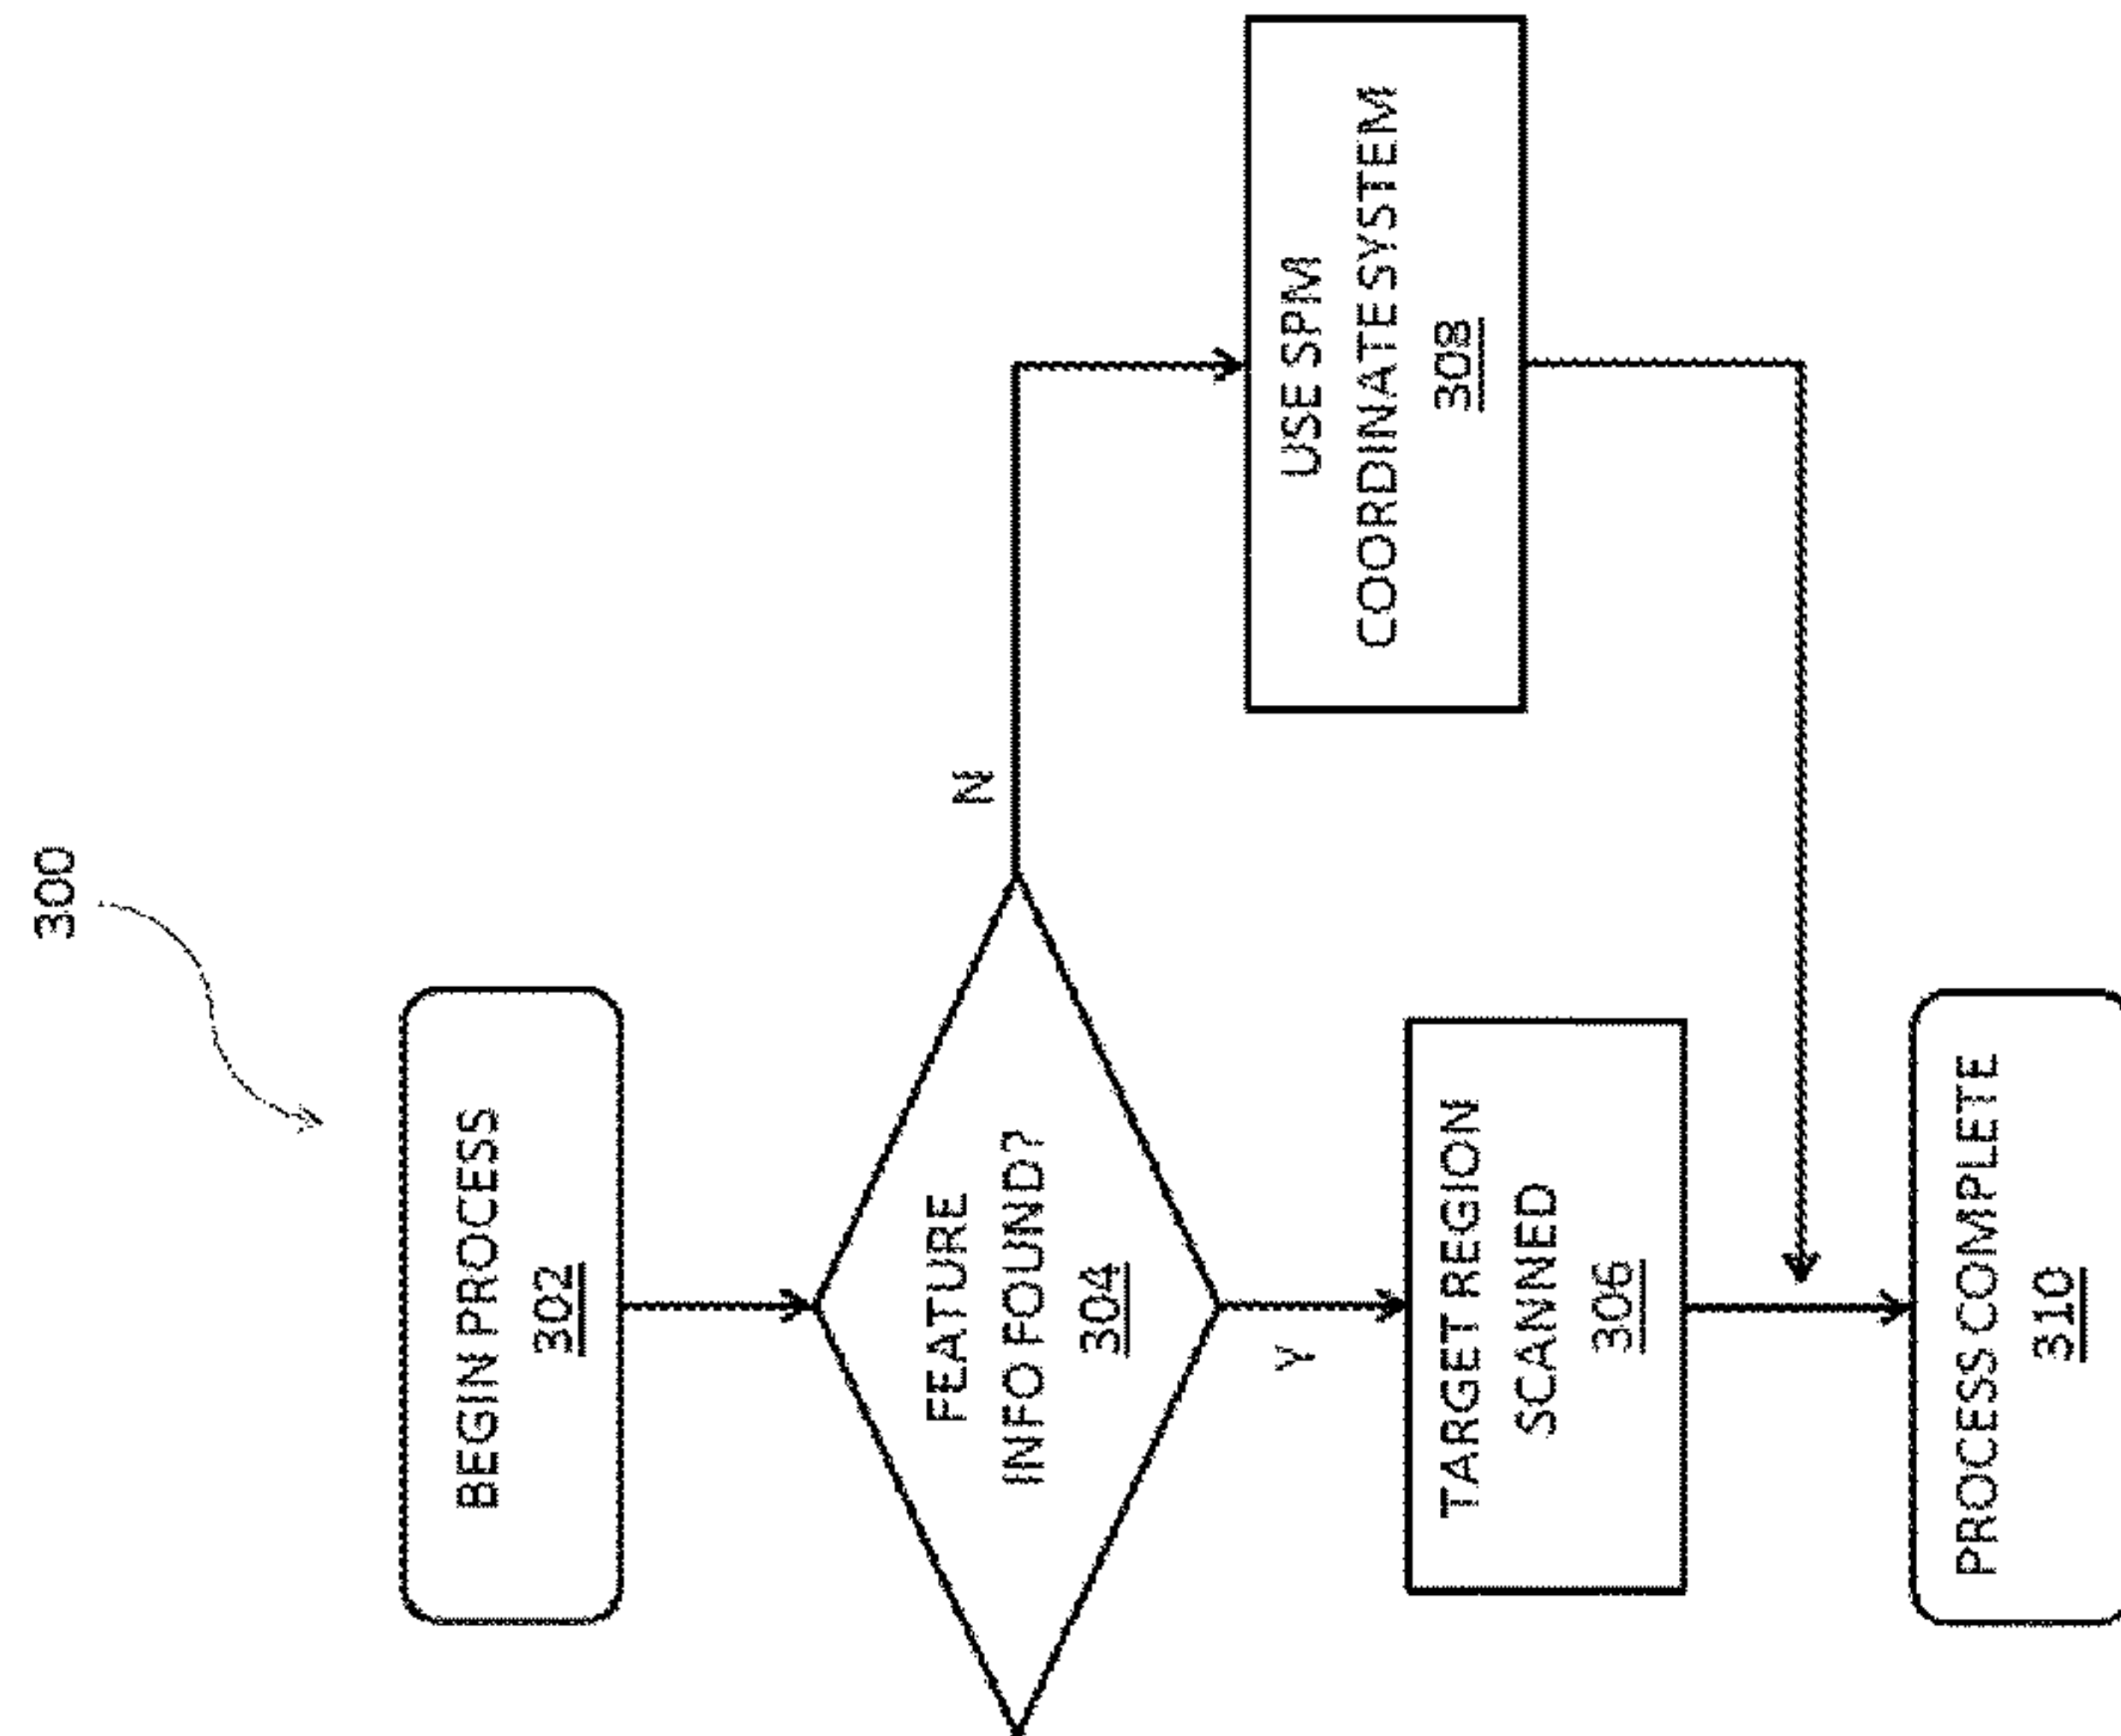 300
BEGIN PROCESS
302
FEATURE
INFO FOUND?
304
N
Y
TARGET REGION
SCANNED
306
USE SPM
COORDINATE SYSTEM
308
PROCESS COMPLETE
310